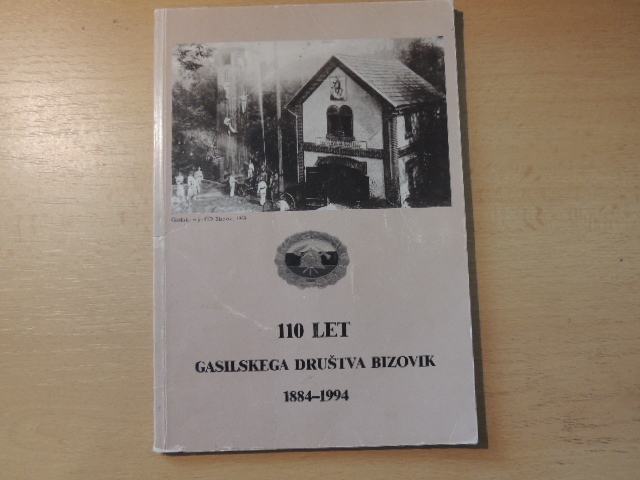 110 LET
GASILSKEGA DRUŠTVA BIZOVIK
1884–1994